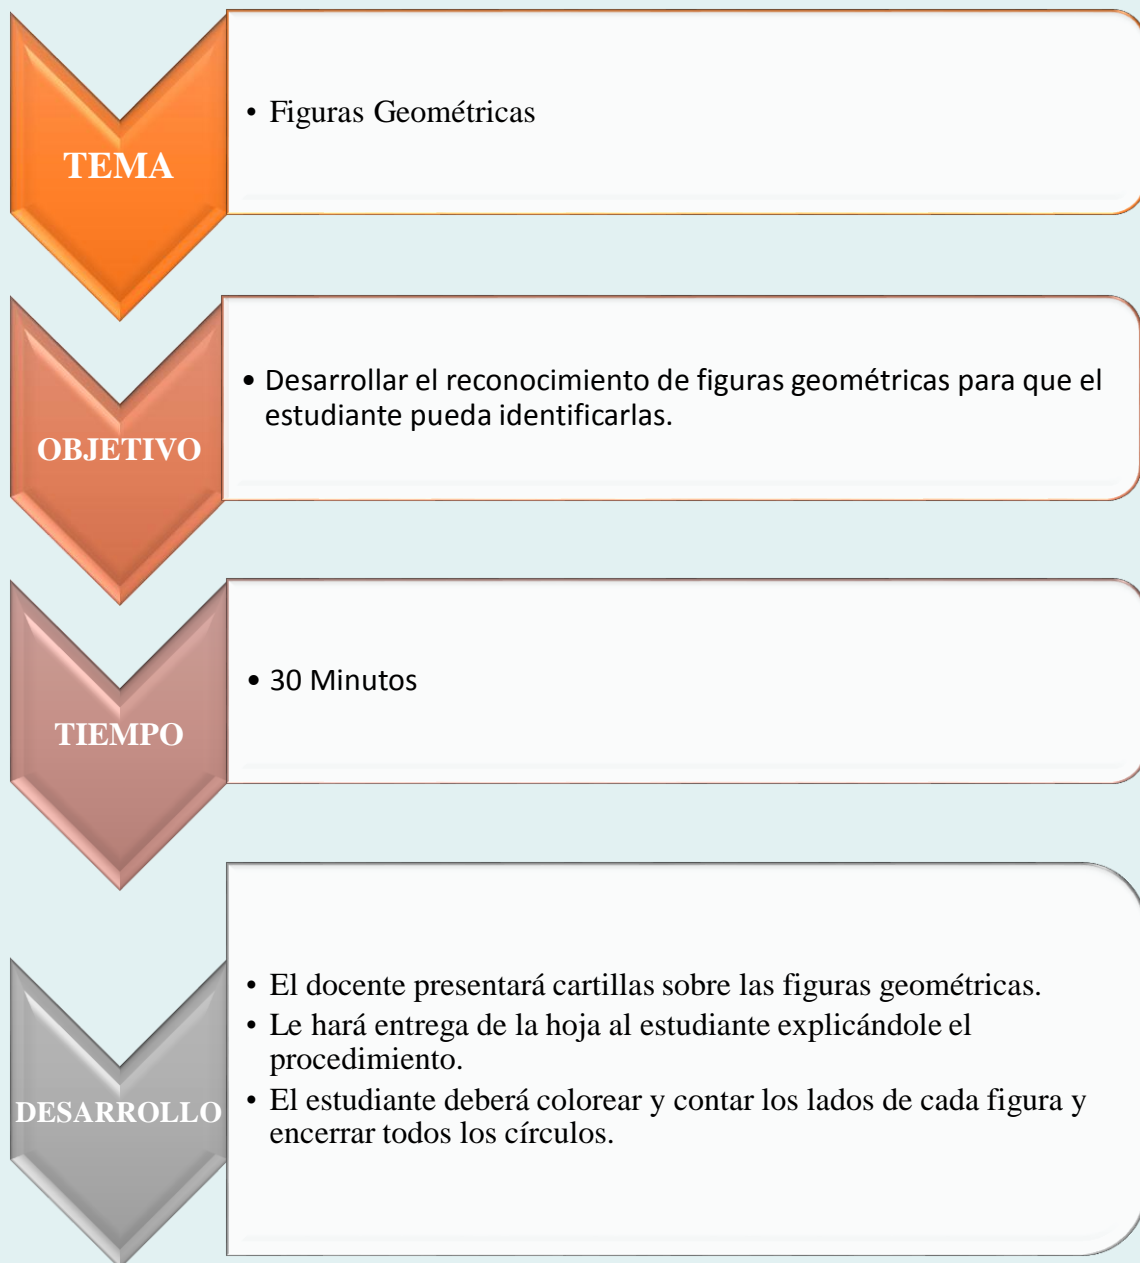 TEMA
• Figuras Geométricas
OBJETIVO
• Desarrollar el reconocimiento de figuras geométricas para que el
estudiante pueda identificarlas.
TIEMPO
• 30 Minutos
DESARROLLO
• El docente presentará cartillas sobre las figuras geométricas.
• Le hará entrega de la hoja al estudiante explicándole el
procedimiento.
• El estudiante deberá colorear y contar los lados de cada figura y
encerrar todos los círculos.